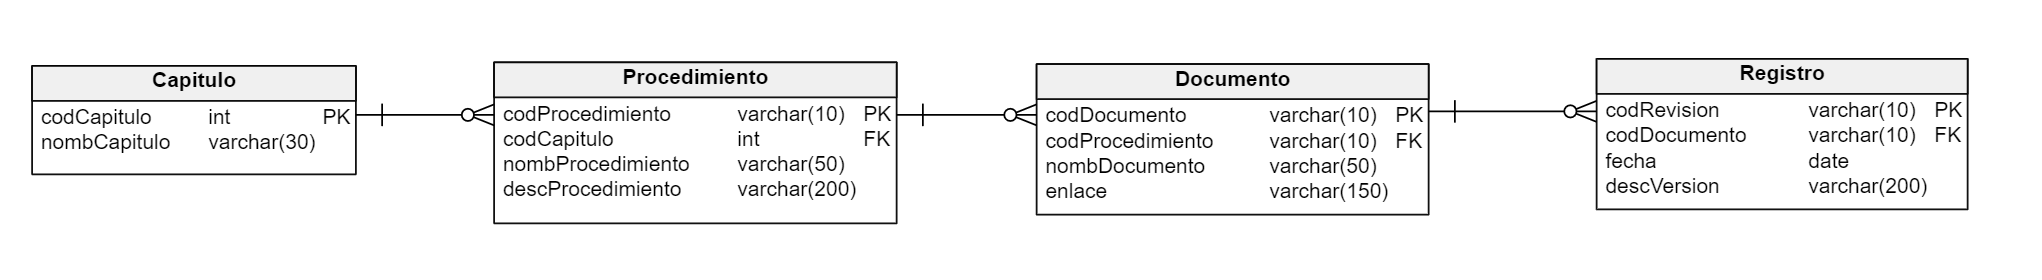 Capitulo
codCapitulo int PK
nombCapitulo varchar(30)
Procedimiento
codProcedimiento varchar(10) PK
codCapitulo int FK
nombProcedimiento varchar(50)
descProcedimiento varchar(200)
Documento
codDocumento varchar(10) PK
codProcedimiento varchar(10) FK
nombDocumento varchar(50)
enlace varchar(150)
Registro
codRevision varchar(10) PK
codDocumento varchar(10) FK
fecha date
descVersion varchar(200)